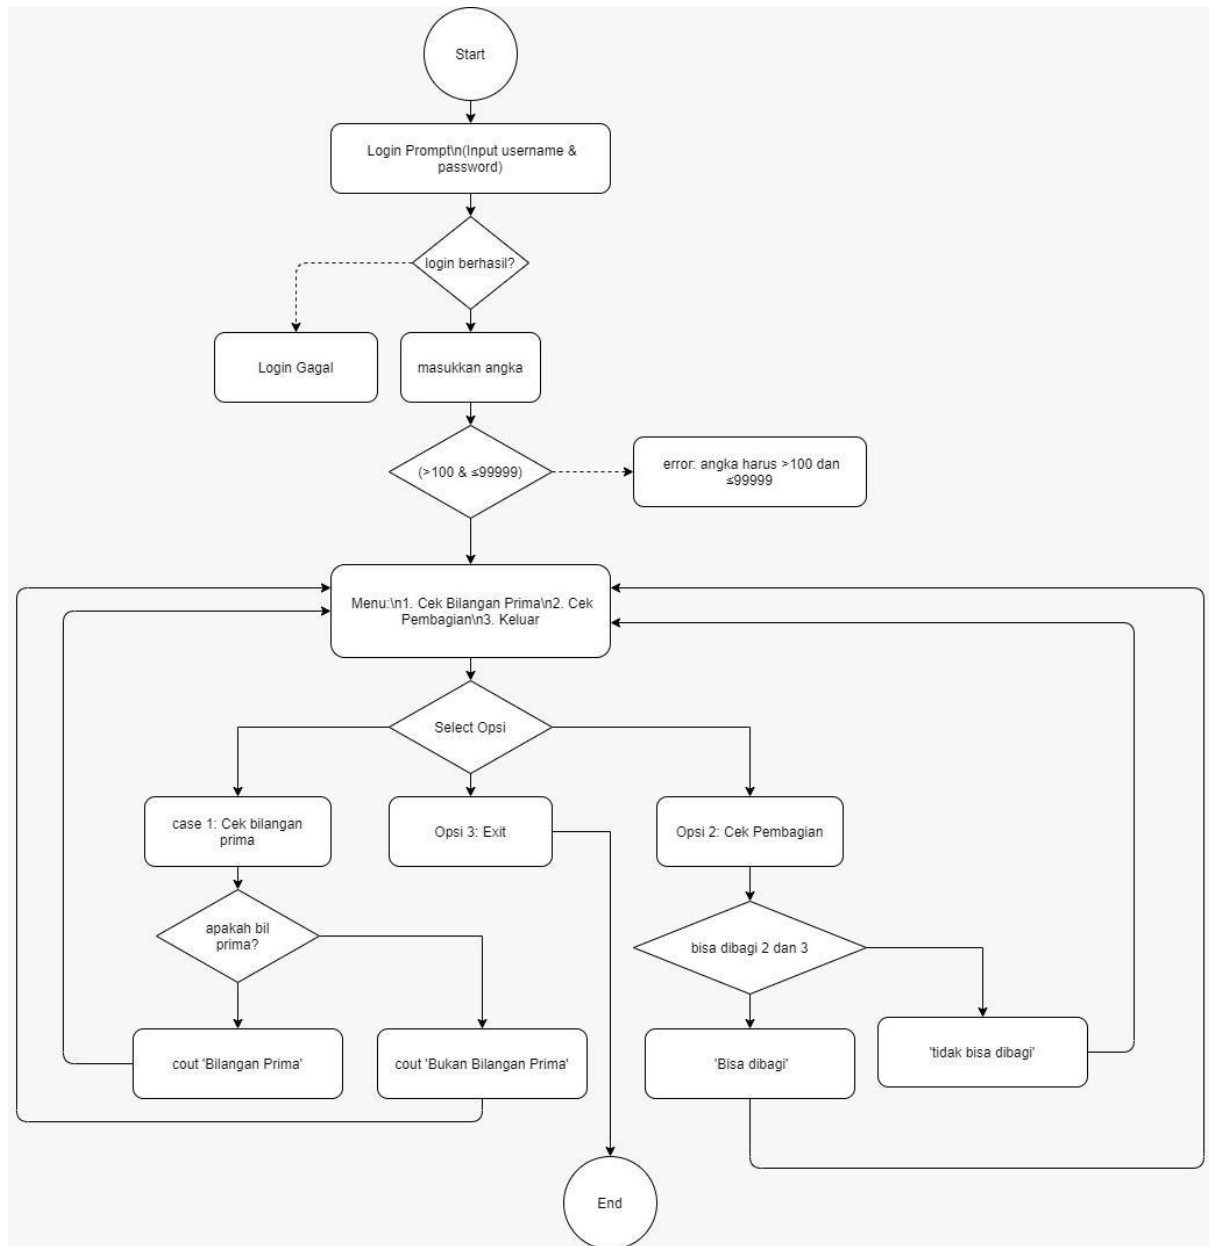 Start
Login Prompt\n(Input username &
password)
login berhasil?
Login Gagal
masukkan angka
(>100 & ≤99999)
error: angka harus >100 dan
≤99999
Menu:\n1. Cek Bilangan Prima\n2. Cek
Pembagian\n3. Keluar
Select Opsi
case 1: Cek bilangan
prima
Opsi 3: Exit
Opsi 2: Cek Pembagian
apakah bil
prima?
bisa dibagi 2 dan 3
cout 'Bilangan Prima'
cout 'Bukan Bilangan Prima'
'Bisa dibagi'
'tidak bisa dibagi'
End